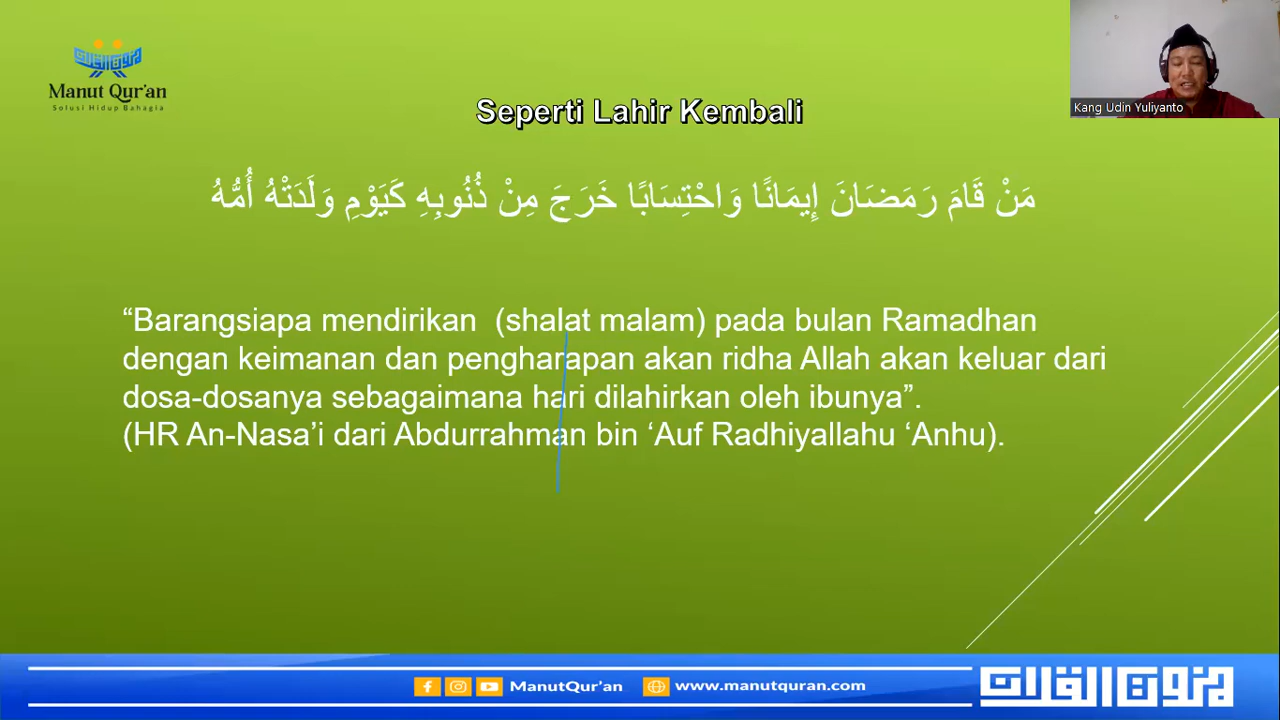 Manut Qur'an
Solusi Hidup Bahagia
Kang Udin Yuliyanto
Seperti Lahir Kembali
مَنْ قَامَ رَمَضَانَ إِيمَانًا وَاحْتِسَابًا خَرَجَ مِنْ ذُنُوبِهِ كَيَوْمِ وَلَدَتْهُ أُمُّهُ
“Barangsiapa mendirikan (shalat malam) pada bulan Ramadhan
dengan keimanan dan pengharapan akan ridha Allah akan keluar dari
dosa-dosanya sebagaimana hari dilahirkan oleh ibunya”.
(HR An-Nasa’i dari Abdurrahman bin ‘Auf Radhiyallahu ‘Anhu).
ManutQur'an
www.manutquran.com